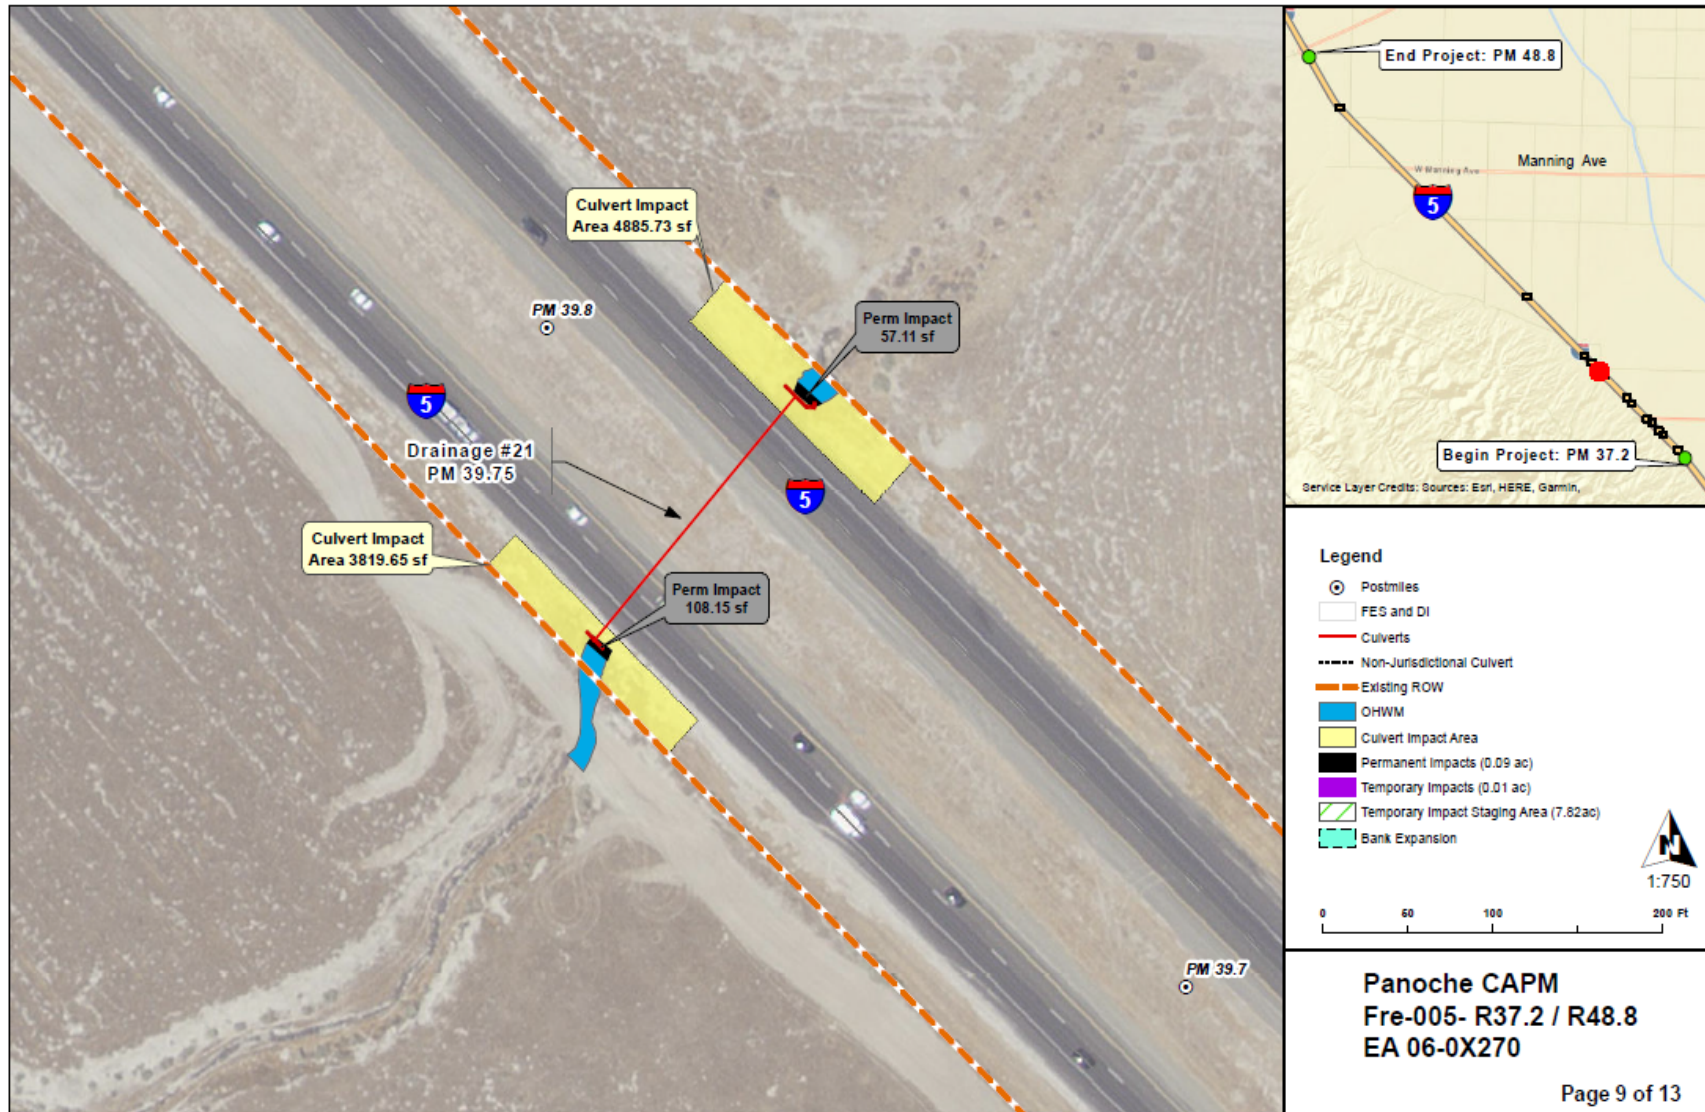 Culvert Impact
Area 4885.73 sf
PM 39.8
Perm Impact
57.11 sf
5
Drainage #21
PM 39.75
5
Culvert Impact
Area 3819.65 sf
Perm Impact
108.15 sf
PM 39.7
End Project: PM 48.8
Manning Ave
W Manning Ave
5
Begin Project: PM 37.2
Service Layer Credits: Sources: Esri, HERE, Garmin,
Legend
Postmiles
FES and DI
Culverts
Non-Jurisdictional Culvert
Existing ROW
OHWM
Culvert Impact Area
Permanent Impacts (0.09 ac)
Temporary Impacts (0.01 ac)
Temporary Impact Staging Area (7.82ac)
Bank Expansion
N
1:750
0 50 100 200 Ft
Panoche CAPM
Fre-005- R37.2 / R48.8
EA 06-0X270
Page 9 of 13